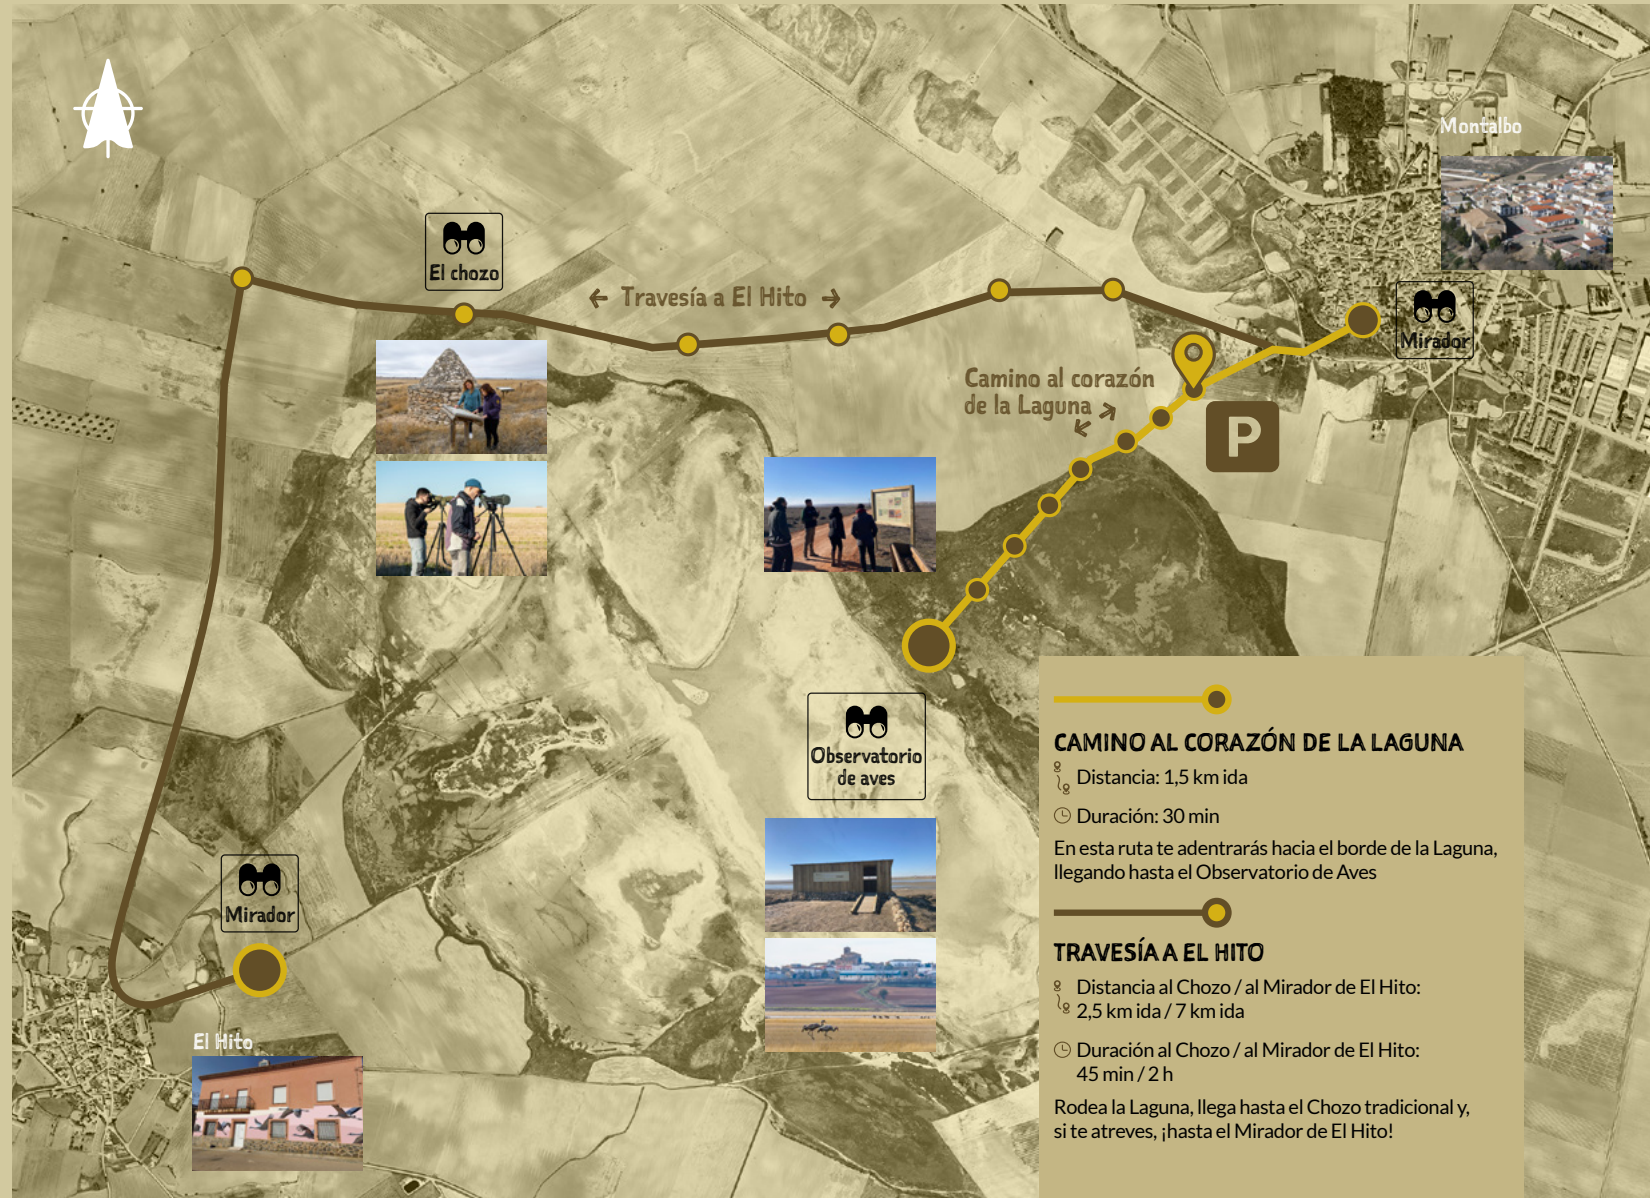 Montalbo
El chozo
← Travesía a El Hito →
Mirador
Camino al corazón
de la Laguna
P
Observatorio
de aves
Mirador
El Hito
CAMINO AL CORAZÓN DE LA LAGUNA
Distancia: 1,5 km ida
Duración: 30 min
En esta ruta te adentrarás hacia el borde de la Laguna,
llegando hasta el Observatorio de Aves
TRAVESÍA A EL HITO
Distancia al Chozo / al Mirador de El Hito:
2,5 km ida / 7 km ida
Duración al Chozo / al Mirador de El Hito:
45 min / 2 h
Rodea la Laguna, llega hasta el Chozo tradicional y,
si te atreves, ¡hasta el Mirador de El Hito!